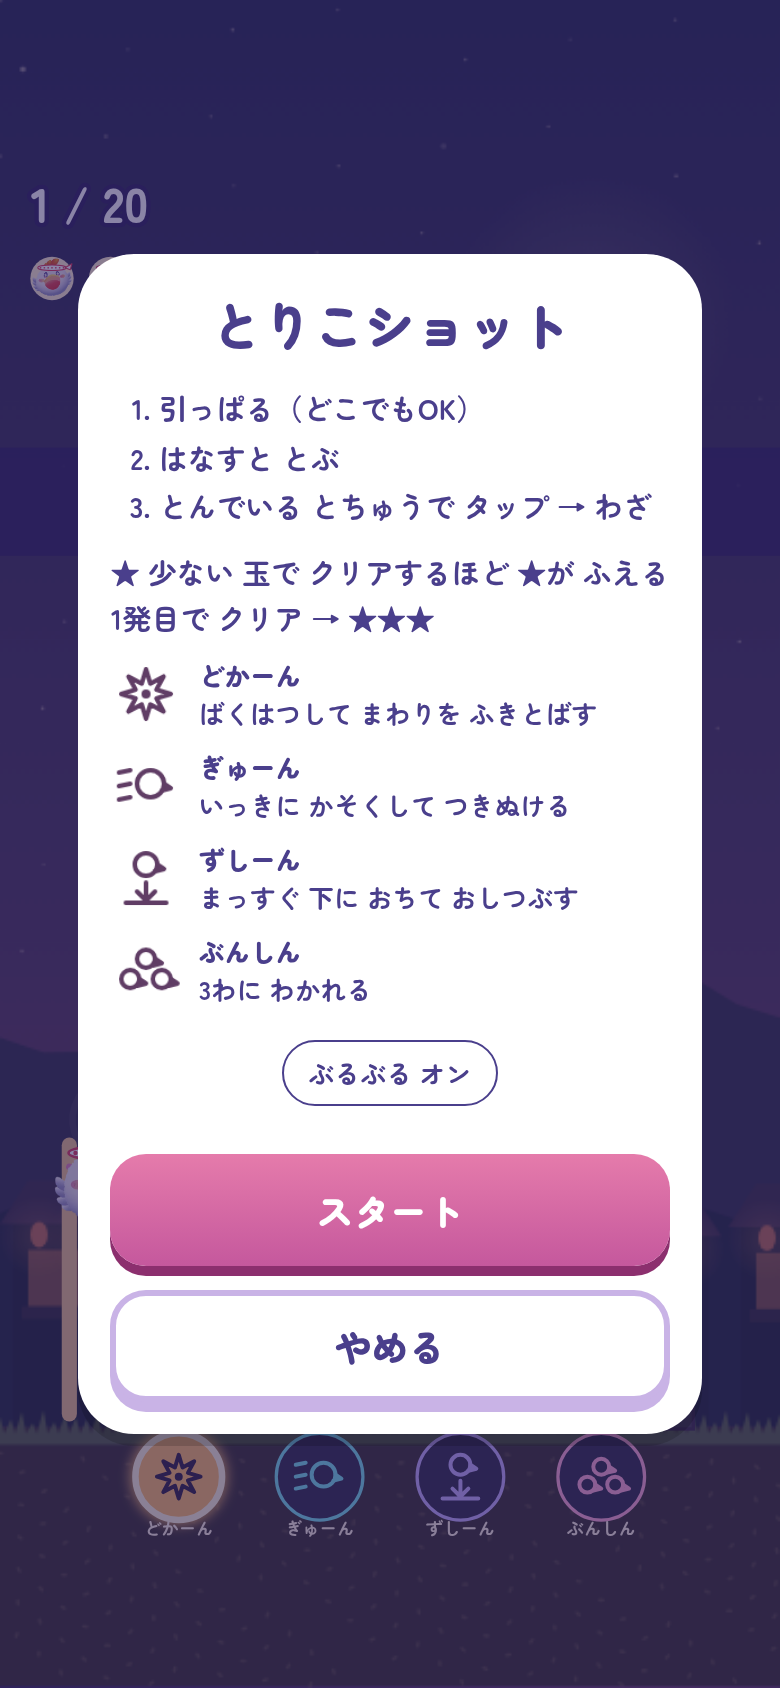 1 / 20
とりこショット
1. 引っぱる（どこでもOK）
2. はなすと とぶ
3. とんでいる とちゅうで タップ → わざ
★ 少ない 玉で クリアするほど ★が ふえる
1発目で クリア → ★★★
どかーん
ばくはつして まわりを ふきとばす
ぎゅーん
いっきに かそくして つきぬける
ずしーん
まっすぐ 下に おちて おしつぶす
ぶんしん
3わに わかれる
ぶるぶる オン
スタート
やめる
どかーん
ぎゅーん
ずしーん
ぶんしん